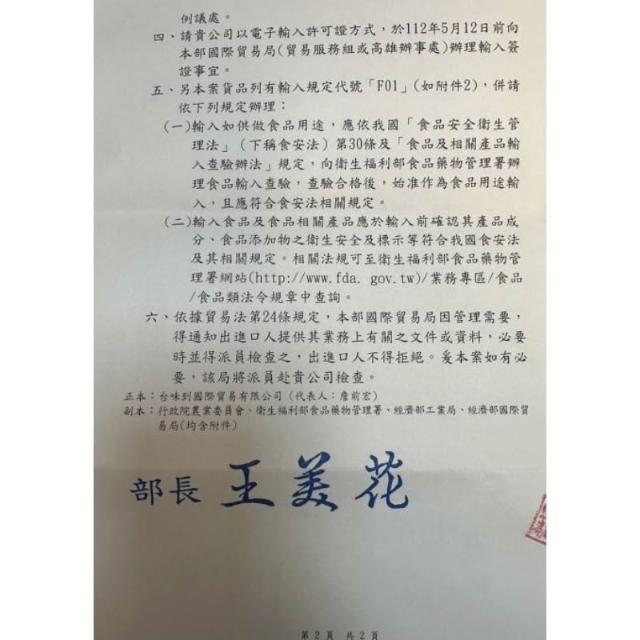 例議處。
四、請貴公司以電子輸入許可證方式，於112年5月12日前向
本部國際貿易局(貿易服務組或高雄辦事處)辦理輸入簽
證事宜。
五、另本案貨品列有輸入規定代號「F01」(如附件2)，併請
依下列規定辦理：
(一)輸入如供做食品用途，應依我國「食品安全衛生管
理法」(下稱食安法)第30條及「食品及相關產品輸
入查驗辦法」規定，向衛生福利部食品藥物管理署辦
理食品輸入查驗，查驗合格後，始准作為食品用途輸
入，且應符合食安法相關規定。
(二)輸入食品及食品相關產品應於輸入前確認其產品成
分、食品添加物之衛生安全及標示等符合我國食安法
及其相關規定。相關法規可至衛生福利部食品藥物管
理署網站(http://www.fda. gov.tw)/業務專區/食品
/食品類法令規章中查詢。
六、依據貿易法第24條規定，本部國際貿易局因管理需要，
得通知出進口人提供其業務上有關之文件或資料，必要
時並得派員檢查之，出進口人不得拒絕。爰本案如有必
要，該局將派員赴貴公司檢查。
正本：台味到國際貿易有限公司(代表人：詹前宏)
副本：行政院農業委員會、衛生福利部食品藥物管理署、經濟部工業局、經濟部國際貿
易局(均含附件)
部長 王美花
第2頁 共2頁